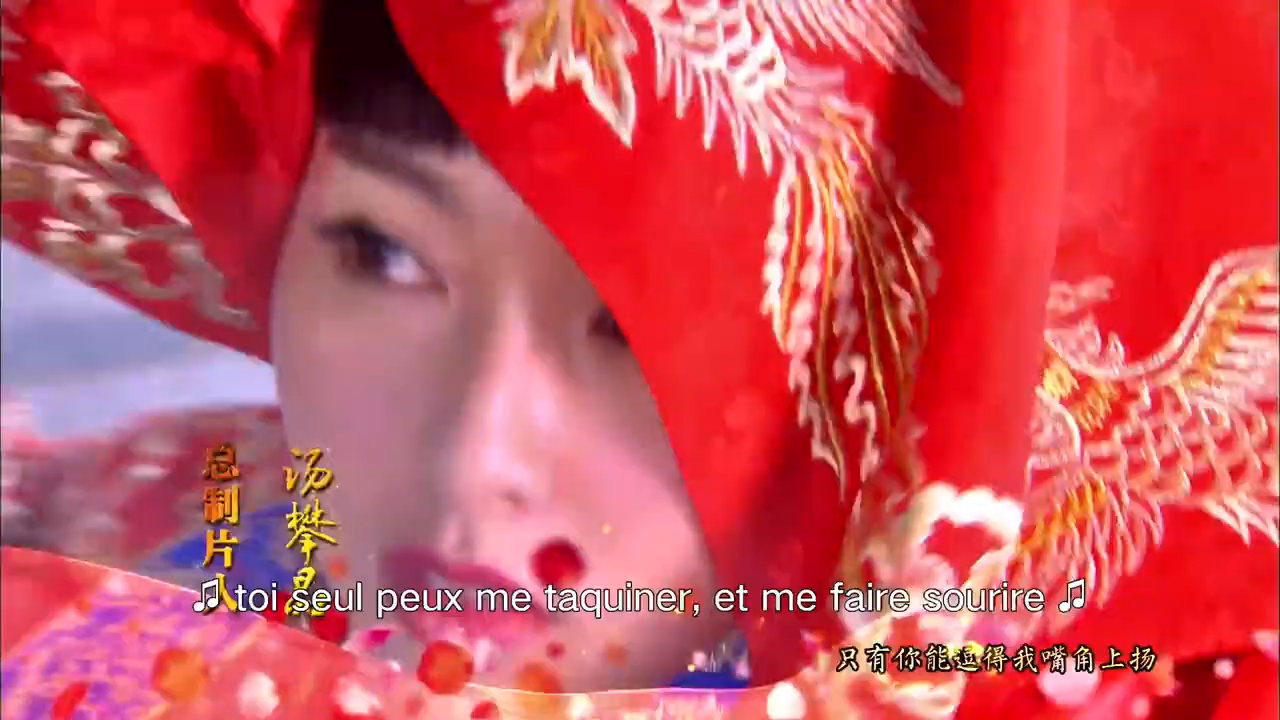 总制片人
汤攀晶
♫ toi seul peux me taquiner, et me faire sourire ♫
只有你能逗得我嘴角上扬